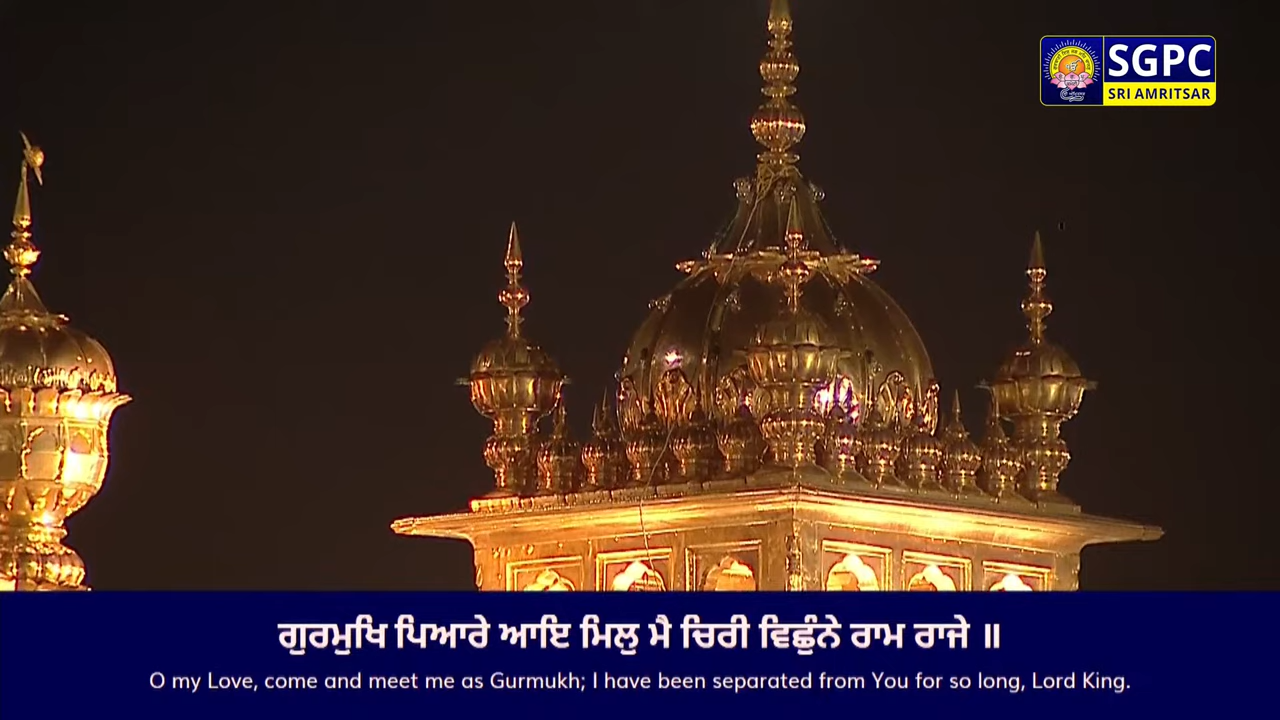 SGPC
SRI AMRITSAR
ਗੁਰਮੁਖਿ ਪਿਆਰੇ ਆਇ ਮਿਲੁ ਮੈ ਚਿਰੀ ਵਿਛੁੰਨੇ ਰਾਮ ਰਾਜੇ ॥
O my Love, come and meet me as Gurmukh; I have been separated from You for so long, Lord King.